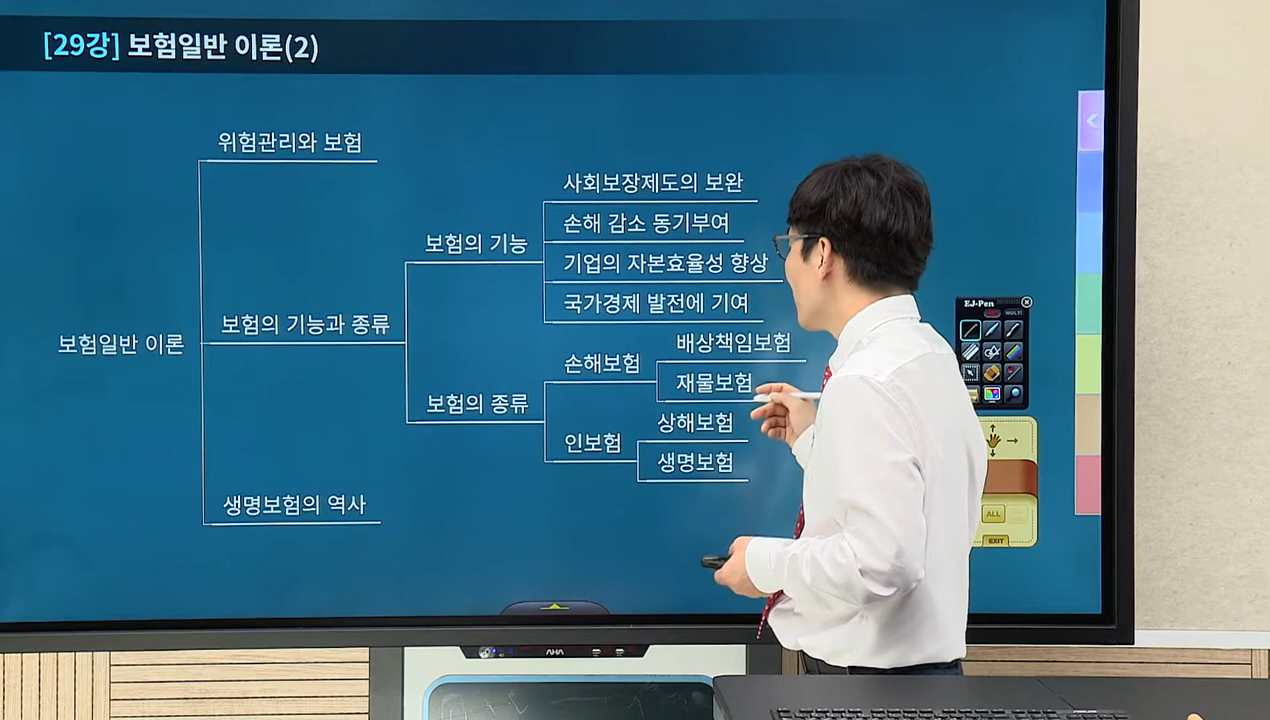 [29강] 보험일반 이론(2)
위험관리와 보험
사회보장제도의 보완
손해 감소 동기부여
보험의 기능
기업의 자본효율성 향상
국가경제 발전에 기여
보험의 기능과 종류
보험일반 이론
배상책임보험
손해보험
재물보험
보험의 종류
상해보험
인보험
생명보험
생명보험의 역사
EJ-Pen
MULTI
ALL
EXIT
AHA